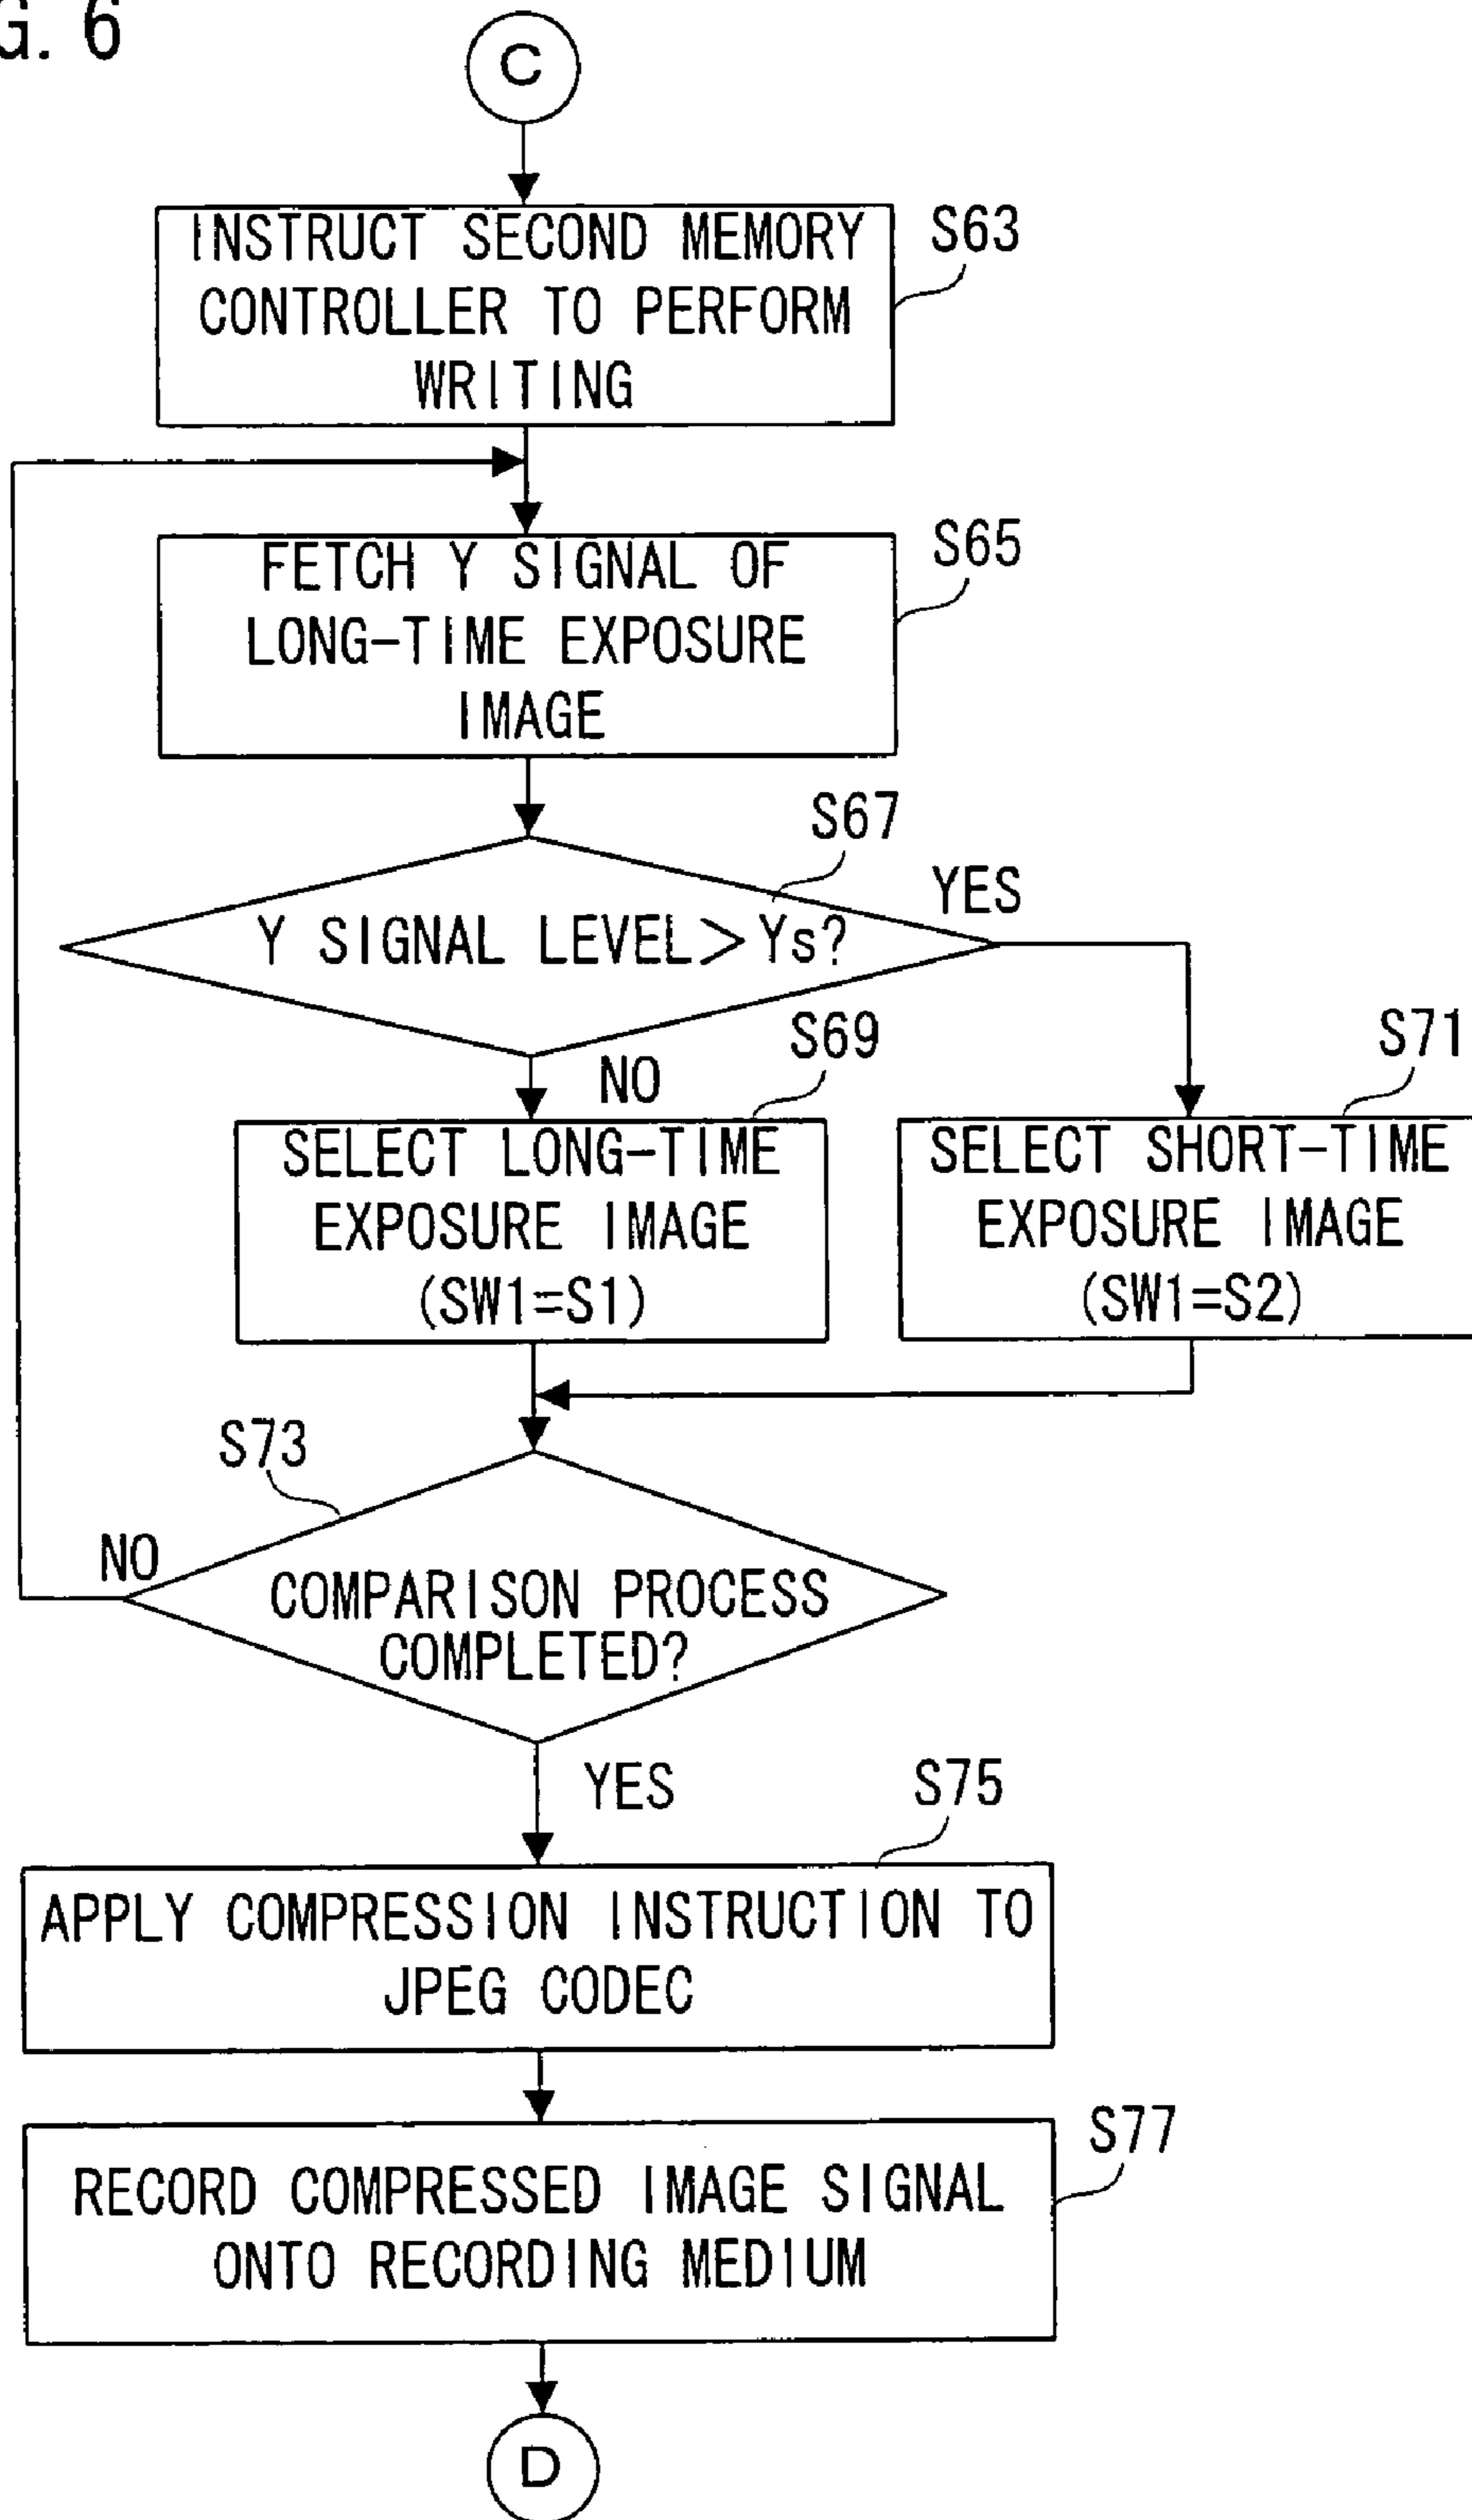 G. 6
C
INSTRUCT SECOND MEMORY
CONTROLLER TO PERFORM
WRITING
S63
FETCH Y SIGNAL OF
LONG-TIME EXPOSURE
IMAGE
S65
S67
Y SIGNAL LEVEL>Ys?
YES
NO
S69
SELECT LONG-TIME
EXPOSURE IMAGE
(SW1=S1)
S71
SELECT SHORT-TIME
EXPOSURE IMAGE
(SW1=S2)
S73
NO
COMPARISON PROCESS
COMPLETED?
YES
S75
APPLY COMPRESSION INSTRUCTION TO
JPEG CODEC
S77
RECORD COMPRESSED IMAGE SIGNAL
ONTO RECORDING MEDIUM
D